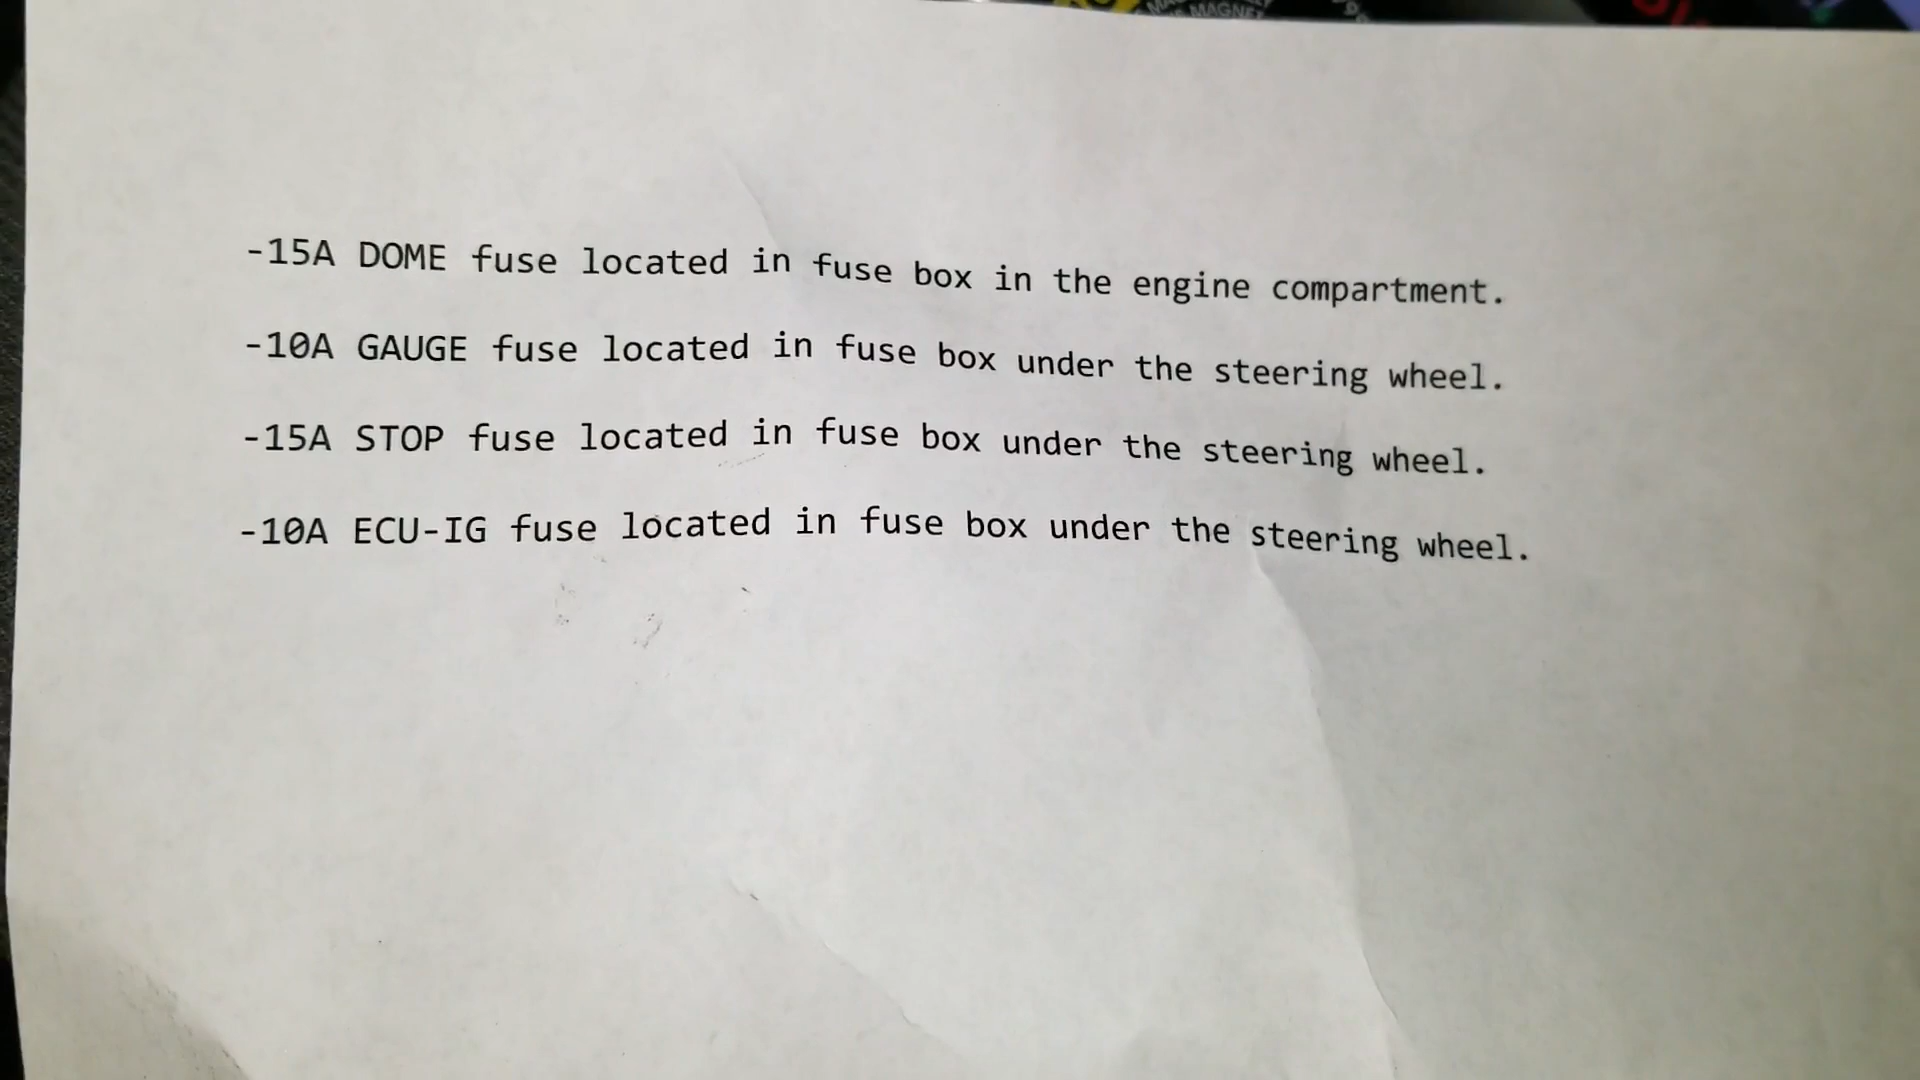 MAGNET
-15A DOME fuse located in fuse box in the engine compartment.
-10A GAUGE fuse located in fuse box under the steering wheel.
-15A STOP fuse located in fuse box under the steering wheel.
-10A ECU-IG fuse located in fuse box under the steering wheel.